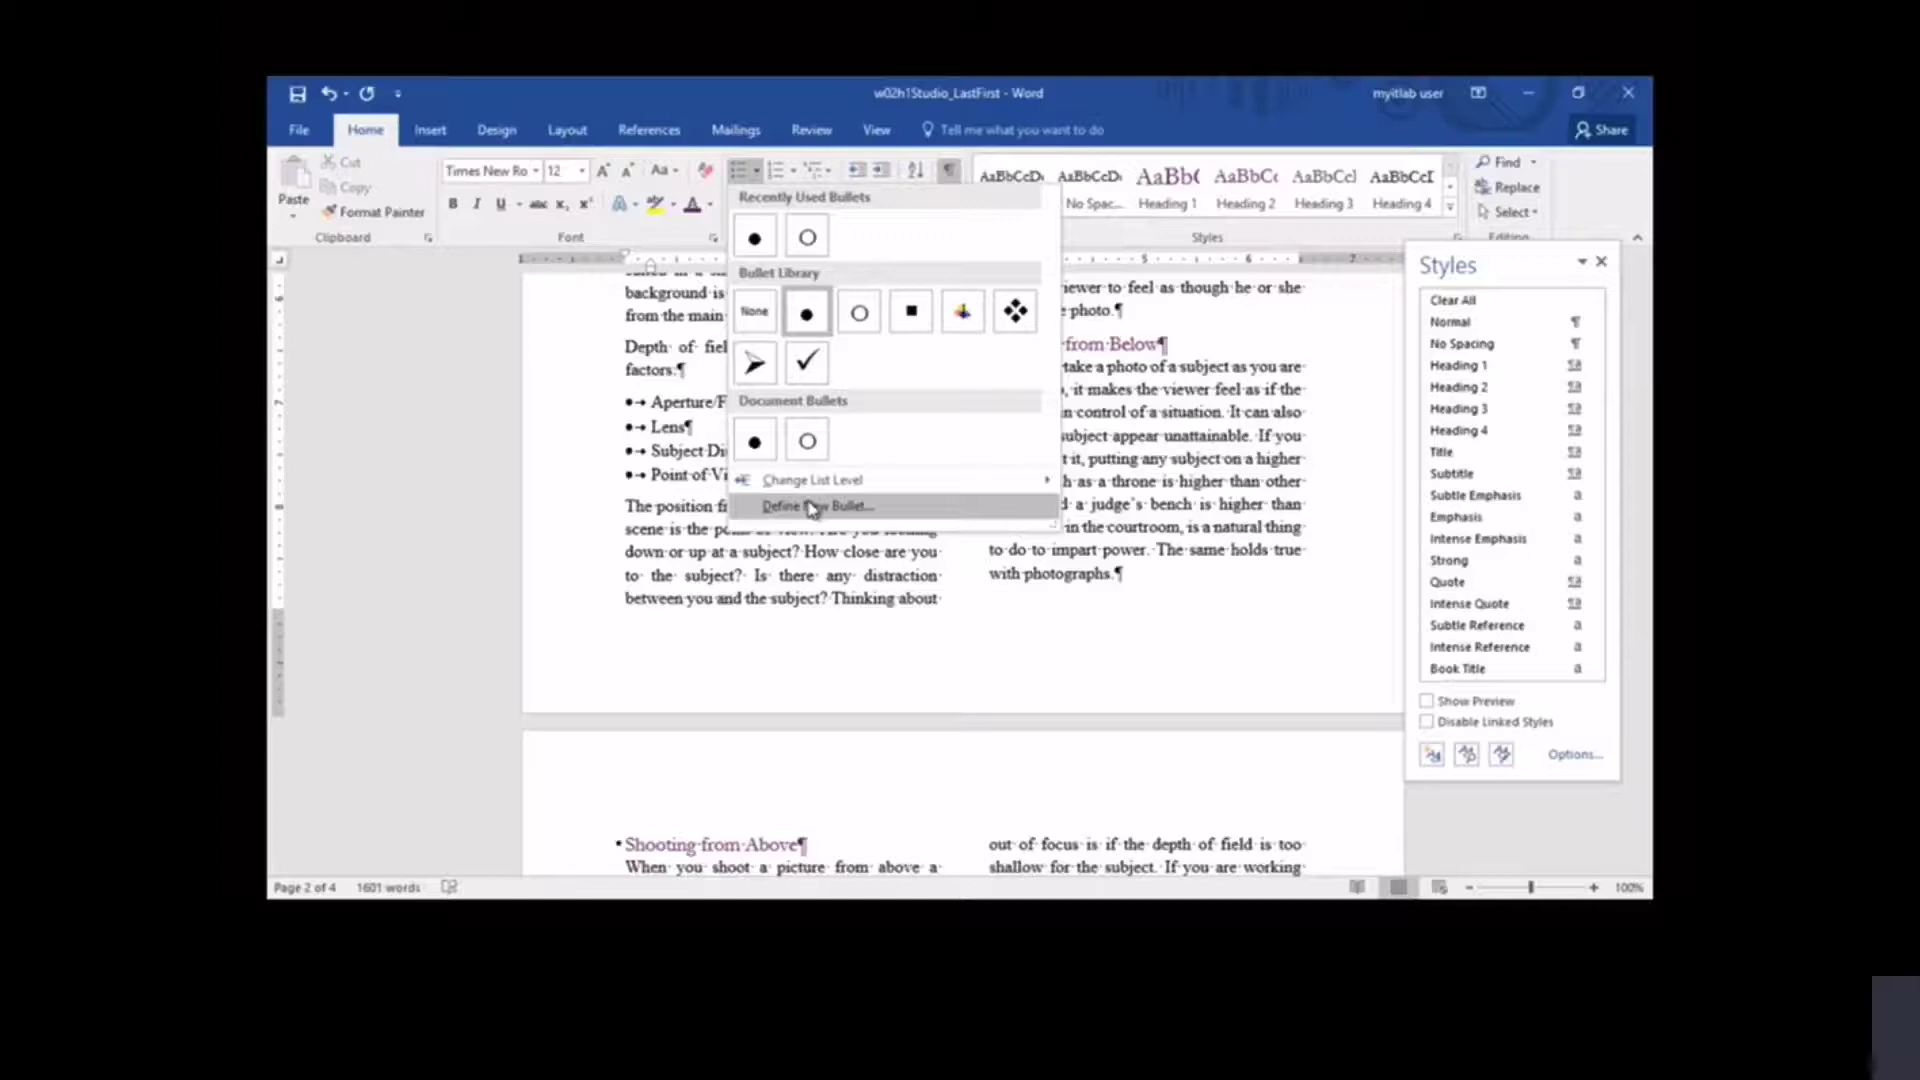 w02h1Studio_LastFirst - Word
myitlab user
File Home Insert Design Layout References Mailings Review View Tell me what you want to do
Share
Paste
Cut
Copy
Format Painter
Clipboard
Times New Ro 12
Aa
B I U abc x₂ x² A A
Font
AaBbCcDı AaBbCcDı AaBb( AaBbCc AaBbCcl AaBbCcI
No Spac... Heading 1 Heading 2 Heading 3 Heading 4
Styles
Find
Replace
Select
Editing
Recently Used Bullets
Bullet Library
None
Document Bullets
Change List Level
Define New Bullet...
background is
from the main
Depth of fiel
factors.¶
•→ Aperture/F
•→ Lens¶
•→ Subject Di
•→ Point of Vi
The position fr
down or up at a subject? How close are you
to the subject? Is there any distraction
between you and the subject? Thinking about
iewer to feel as though he or she
e photo.¶
from Below¶
take a photo of a subject as you are
, it makes the viewer feel as if the
n control of a situation. It can also
subject appear unattainable. If you
t it, putting any subject on a higher
h as a throne is higher than other
d a judge's bench is higher than
in the courtroom, is a natural thing
to do to impart power. The same holds true
with photographs.¶
Shooting from Above¶
When you shoot a picture from above a
out of focus is if the depth of field is too
shallow for the subject. If you are working
Styles
Clear All
Normal ¶
No Spacing ¶
Heading 1 ¶a
Heading 2 ¶a
Heading 3 ¶a
Heading 4 ¶a
Title ¶a
Subtitle ¶a
Subtle Emphasis a
Emphasis a
Intense Emphasis a
Strong a
Quote ¶a
Intense Quote ¶a
Subtle Reference a
Intense Reference a
Book Title a
Show Preview
Disable Linked Styles
Options...
Page 2 of 4 1601 words
100%